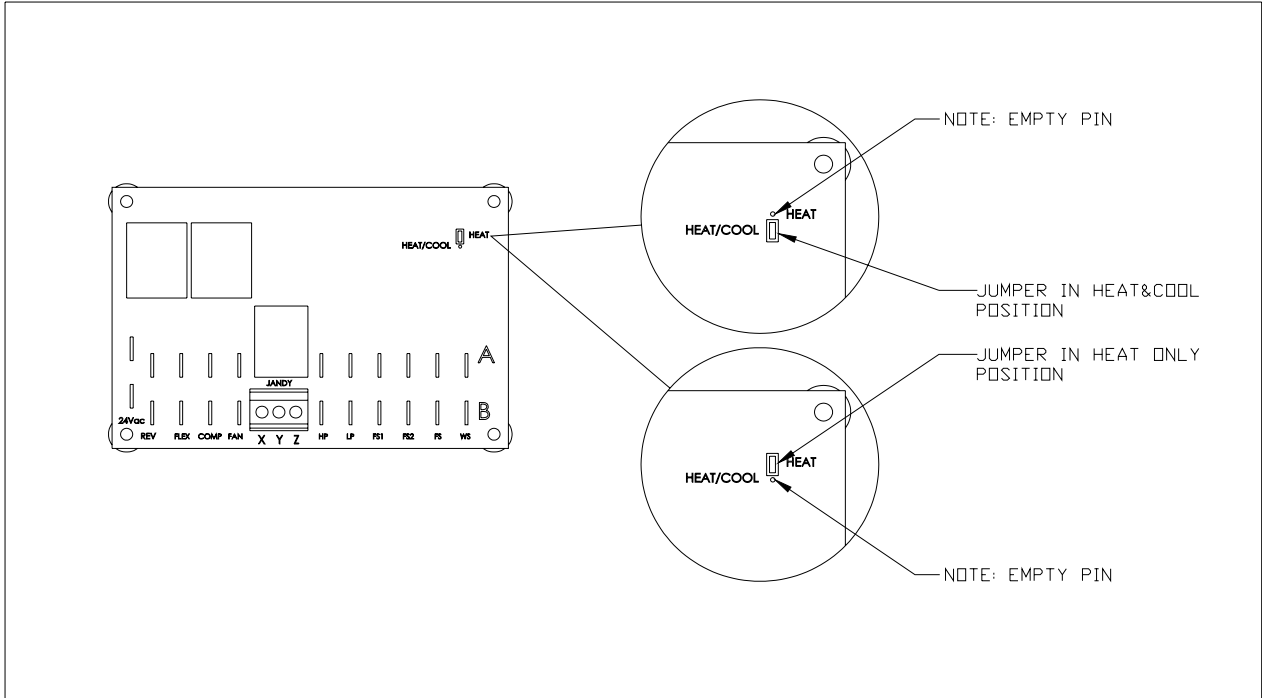 NOTE: EMPTY PIN
HEAT
HEAT/COOL
JUMPER IN HEAT&COOL
POSITION
HEAT
HEAT/COOL
A
JANDY
B
24Vac
REV FLEX COMP FAN X Y Z HP LP FS1 FS2 FS WS
JUMPER IN HEAT ONLY
POSITION
HEAT
HEAT/COOL
NOTE: EMPTY PIN